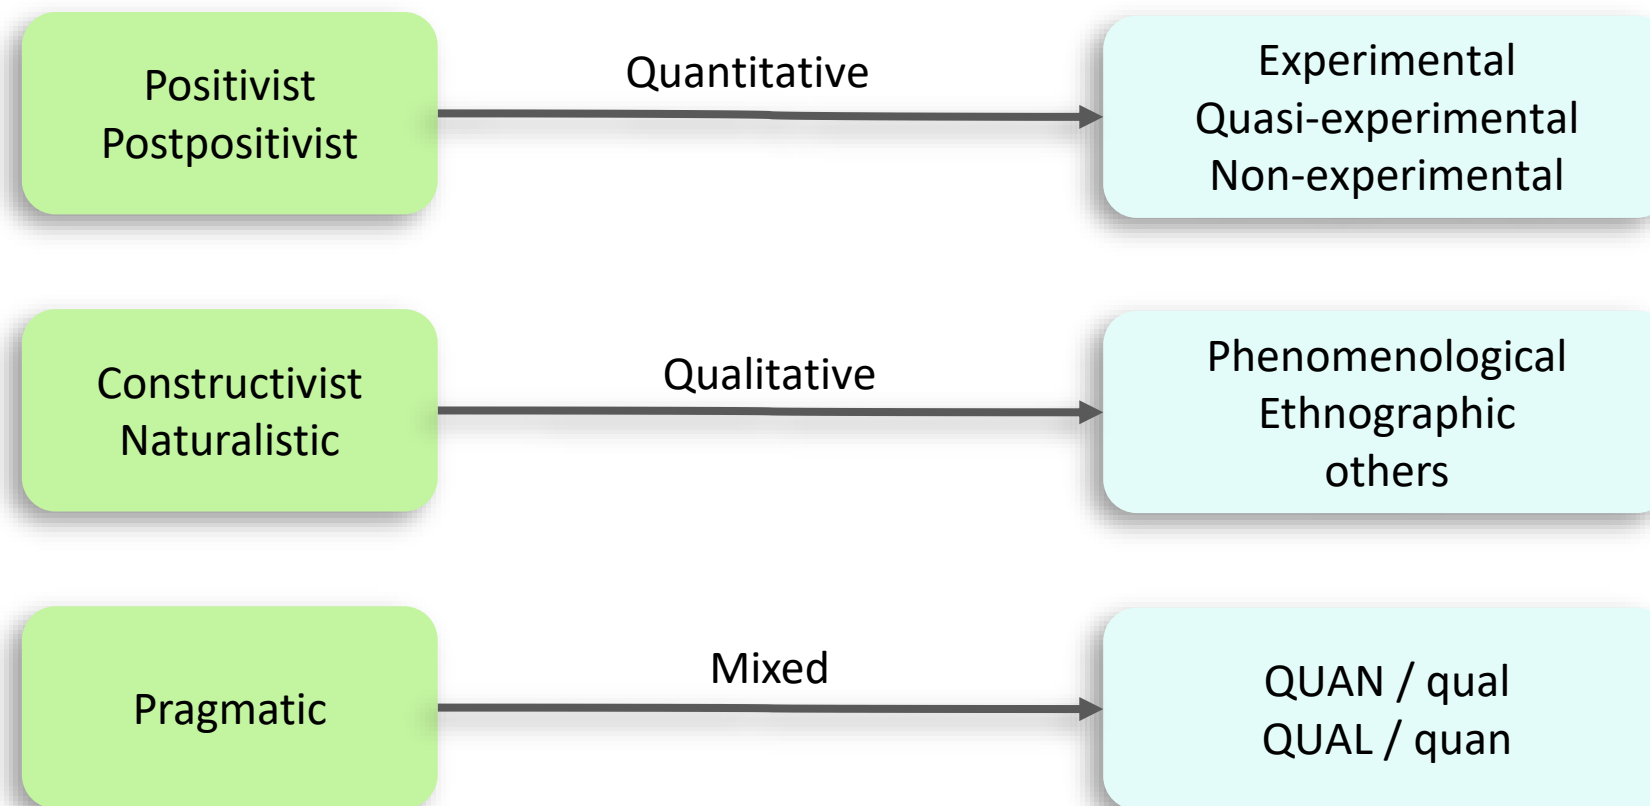 Positivist
Postpositivist
Quantitative
Experimental
Quasi-experimental
Non-experimental
Constructivist
Naturalistic
Qualitative
Phenomenological
Ethnographic
others
Pragmatic
Mixed
QUAN / qual
QUAL / quan